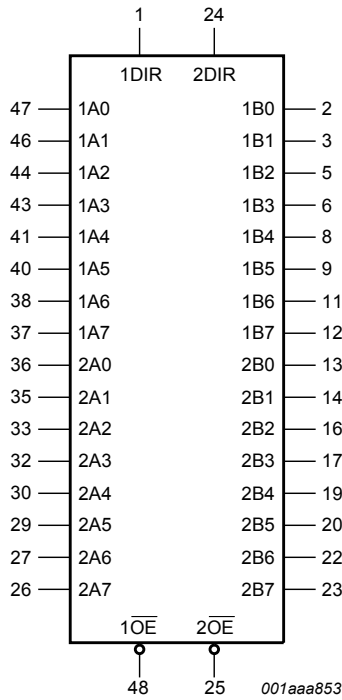 1 24
1DIR 2DIR
47 1A0 1B0 2
46 1A1 1B1 3
44 1A2 1B2 5
43 1A3 1B3 6
41 1A4 1B4 8
40 1A5 1B5 9
38 1A6 1B6 11
37 1A7 1B7 12
36 2A0 2B0 13
35 2A1 2B1 14
33 2A2 2B2 16
32 2A3 2B3 17
30 2A4 2B4 19
29 2A5 2B5 20
27 2A6 2B6 22
26 2A7 2B7 23
1O̅E̅ 2O̅E̅
48 25 001aaa853